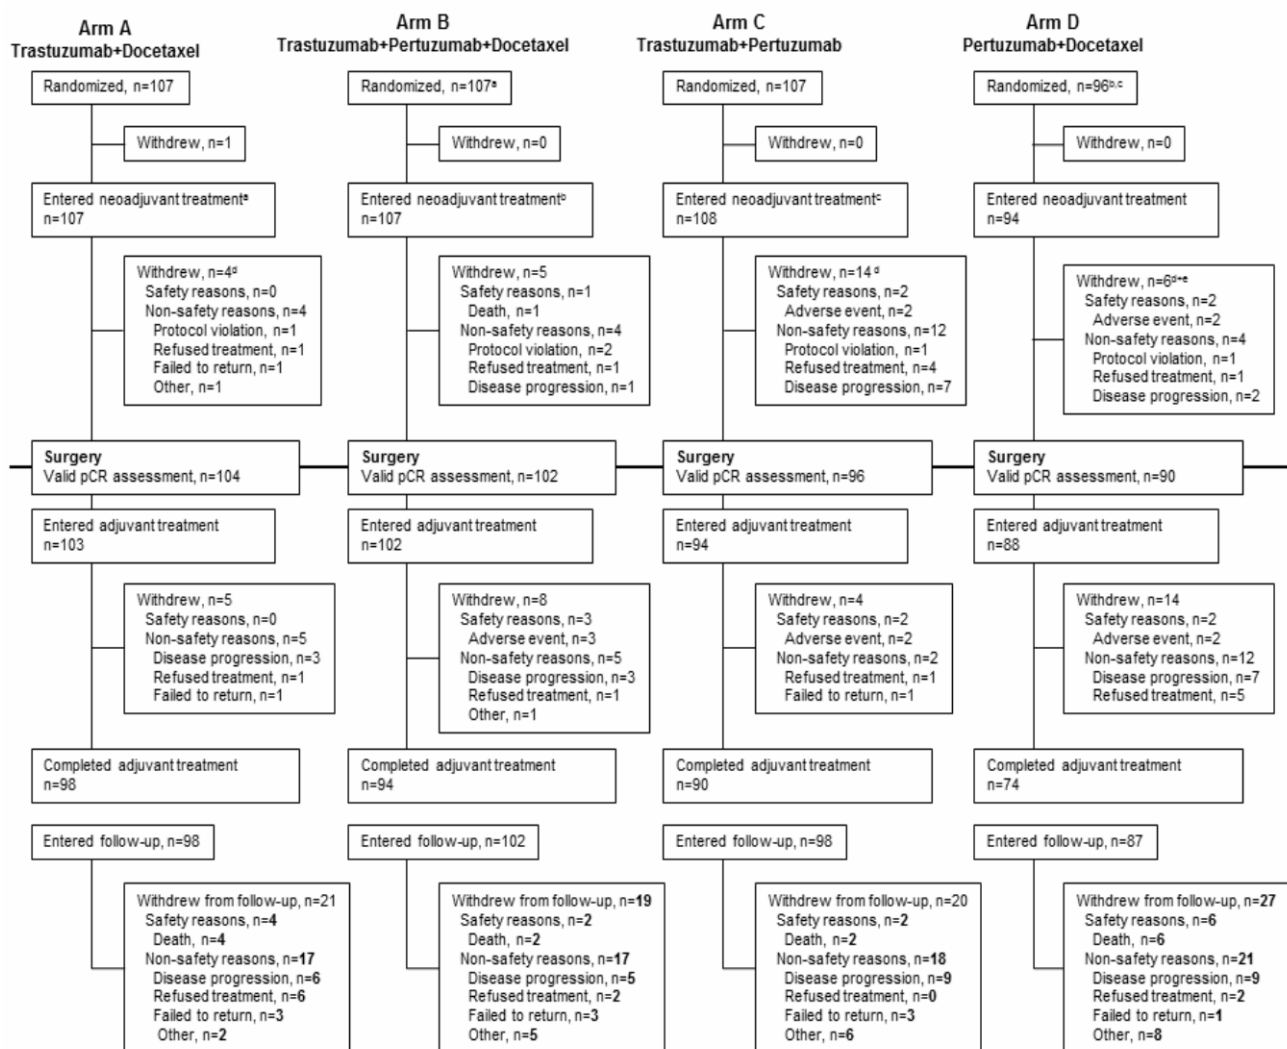 Arm A
Trastuzumab+Docetaxel
Randomized, n=107
Withdrew, n=1
Entered neoadjuvant treatmentª
n=107
Withdrew, n=4ᵈ
Safety reasons, n=0
Non-safety reasons, n=4
Protocol violation, n=1
Refused treatment, n=1
Failed to return, n=1
Other, n=1
Surgery
Valid pCR assessment, n=104
Entered adjuvant treatment
n=103
Withdrew, n=5
Safety reasons, n=0
Non-safety reasons, n=5
Disease progression, n=3
Refused treatment, n=1
Failed to return, n=1
Completed adjuvant treatment
n=98
Entered follow-up, n=98
Withdrew from follow-up, n=21
Safety reasons, n=4
Death, n=4
Non-safety reasons, n=17
Disease progression, n=6
Refused treatment, n=6
Failed to return, n=3
Other, n=2
Arm B
Trastuzumab+Pertuzumab+Docetaxel
Randomized, n=107ª
Withdrew, n=0
Entered neoadjuvant treatmentᵇ
n=107
Withdrew, n=5
Safety reasons, n=1
Death, n=1
Non-safety reasons, n=4
Protocol violation, n=2
Refused treatment, n=1
Disease progression, n=1
Surgery
Valid pCR assessment, n=102
Entered adjuvant treatment
n=102
Withdrew, n=8
Safety reasons, n=3
Adverse event, n=3
Non-safety reasons, n=5
Disease progression, n=3
Refused treatment, n=1
Other, n=1
Completed adjuvant treatment
n=94
Entered follow-up, n=102
Withdrew from follow-up, n=19
Safety reasons, n=2
Death, n=2
Non-safety reasons, n=17
Disease progression, n=5
Refused treatment, n=2
Failed to return, n=3
Other, n=5
Arm C
Trastuzumab+Pertuzumab
Randomized, n=107
Withdrew, n=0
Entered neoadjuvant treatmentᶜ
n=108
Withdrew, n=14 ᵈ
Safety reasons, n=2
Adverse event, n=2
Non-safety reasons, n=12
Protocol violation, n=1
Refused treatment, n=4
Disease progression, n=7
Surgery
Valid pCR assessment, n=96
Entered adjuvant treatment
n=94
Withdrew, n=4
Safety reasons, n=2
Adverse event, n=2
Non-safety reasons, n=2
Refused treatment, n=1
Failed to return, n=1
Completed adjuvant treatment
n=90
Entered follow-up, n=98
Withdrew from follow-up, n=20
Safety reasons, n=2
Death, n=2
Non-safety reasons, n=18
Disease progression, n=9
Refused treatment, n=0
Failed to return, n=3
Other, n=6
Arm D
Pertuzumab+Docetaxel
Randomized, n=96ᵇ,ᶜ
Withdrew, n=0
Entered neoadjuvant treatment
n=94
Withdrew, n=6ᵈ⁺ᵉ
Safety reasons, n=2
Adverse event, n=2
Non-safety reasons, n=4
Protocol violation, n=1
Refused treatment, n=1
Disease progression, n=2
Surgery
Valid pCR assessment, n=90
Entered adjuvant treatment
n=88
Withdrew, n=14
Safety reasons, n=2
Adverse event, n=2
Non-safety reasons, n=12
Disease progression, n=7
Refused treatment, n=5
Completed adjuvant treatment
n=74
Entered follow-up, n=87
Withdrew from follow-up, n=27
Safety reasons, n=6
Death, n=6
Non-safety reasons, n=21
Disease progression, n=9
Refused treatment, n=2
Failed to return, n=1
Other, n=8